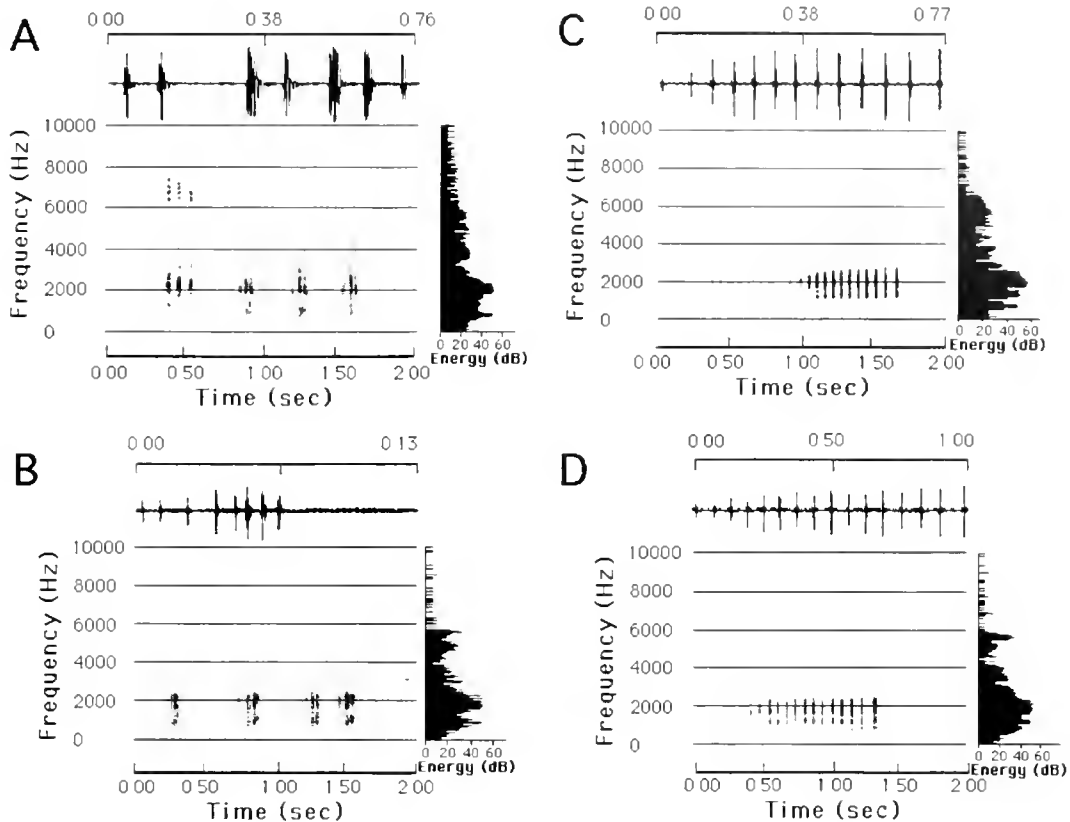 A
0 00 0 38 0 76
Frequency (Hz)
10000
8000
6000
4000
2000
0
0 20 40 60
Energy (dB)
0 00 0 50 1 00 1 50 2 00
Time (sec)
C
0 00 0 38 0 77
Frequency (Hz)
10000
8000
6000
4000
2000
0
0 20 40 60
Energy (dB)
0 00 0 50 1 00 1 50 2 00
Time (sec)
B
0 00 0 13
Frequency (Hz)
10000
8000
6000
4000
2000
0
0 20 40 60
Energy (dB)
0 00 0 50 1 00 1 50 2 00
Time (sec)
D
0 00 0 50 1 00
Frequency (Hz)
10000
8000
6000
4000
2000
0
0 20 40 60
Energy (dB)
0 00 0 50 1 00 1 50 2 00
Time (sec)